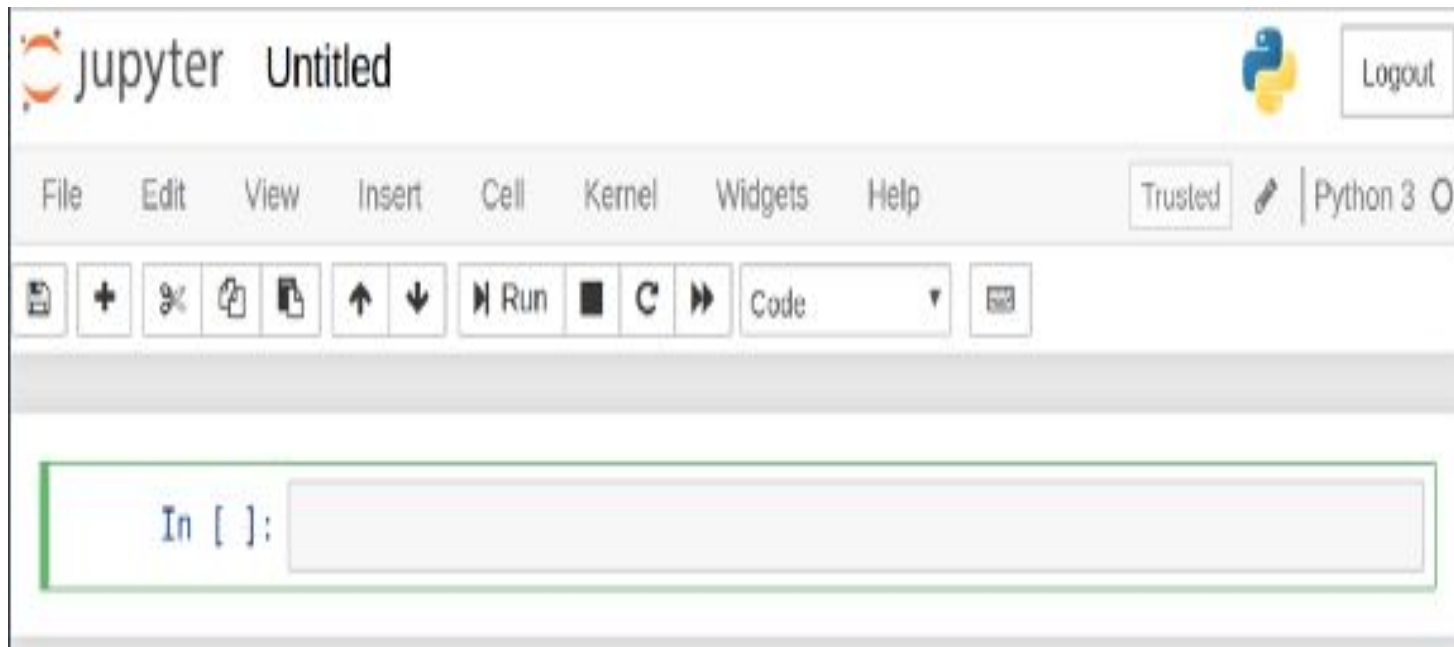 jupyter Untitled Logout
File Edit View Insert Cell Kernel Widgets Help Trusted Python 3
Run Code
In [ ]: